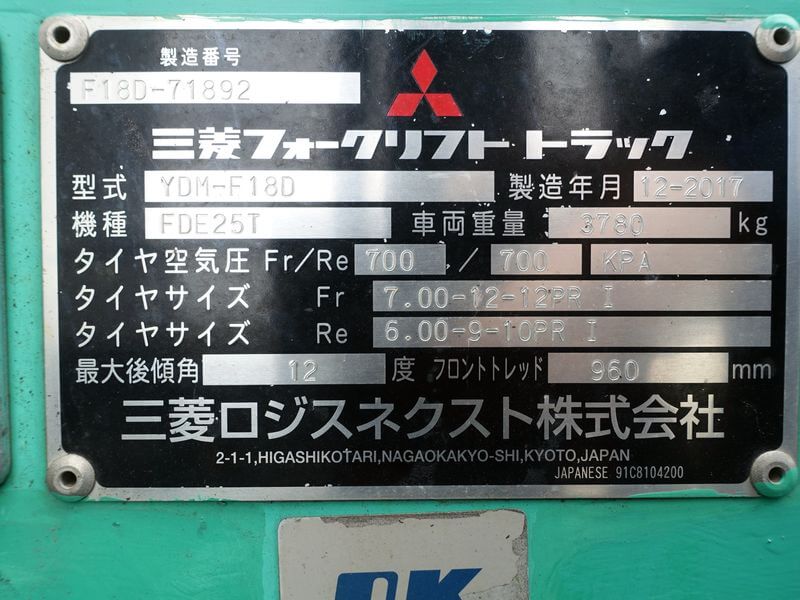 製造番号
F18D-71892
三菱フォークリフト トラック
型式 YDM-F18D 製造年月 12-2017
機種 FDE25T 車両重量 3780 kg
タイヤ空気圧 Fr/Re 700 / 700 KPA
タイヤサイズ Fr 7.00-12-12PR I
タイヤサイズ Re 6.00-9-10PR I
最大後傾角 12 度 フロントトレッド 960 mm
三菱ロジスネクスト株式会社
2-1-1,HIGASHIKOTARI,NAGAOKAKYO-SHI,KYOTO,JAPAN
JAPANESE 91C8104200